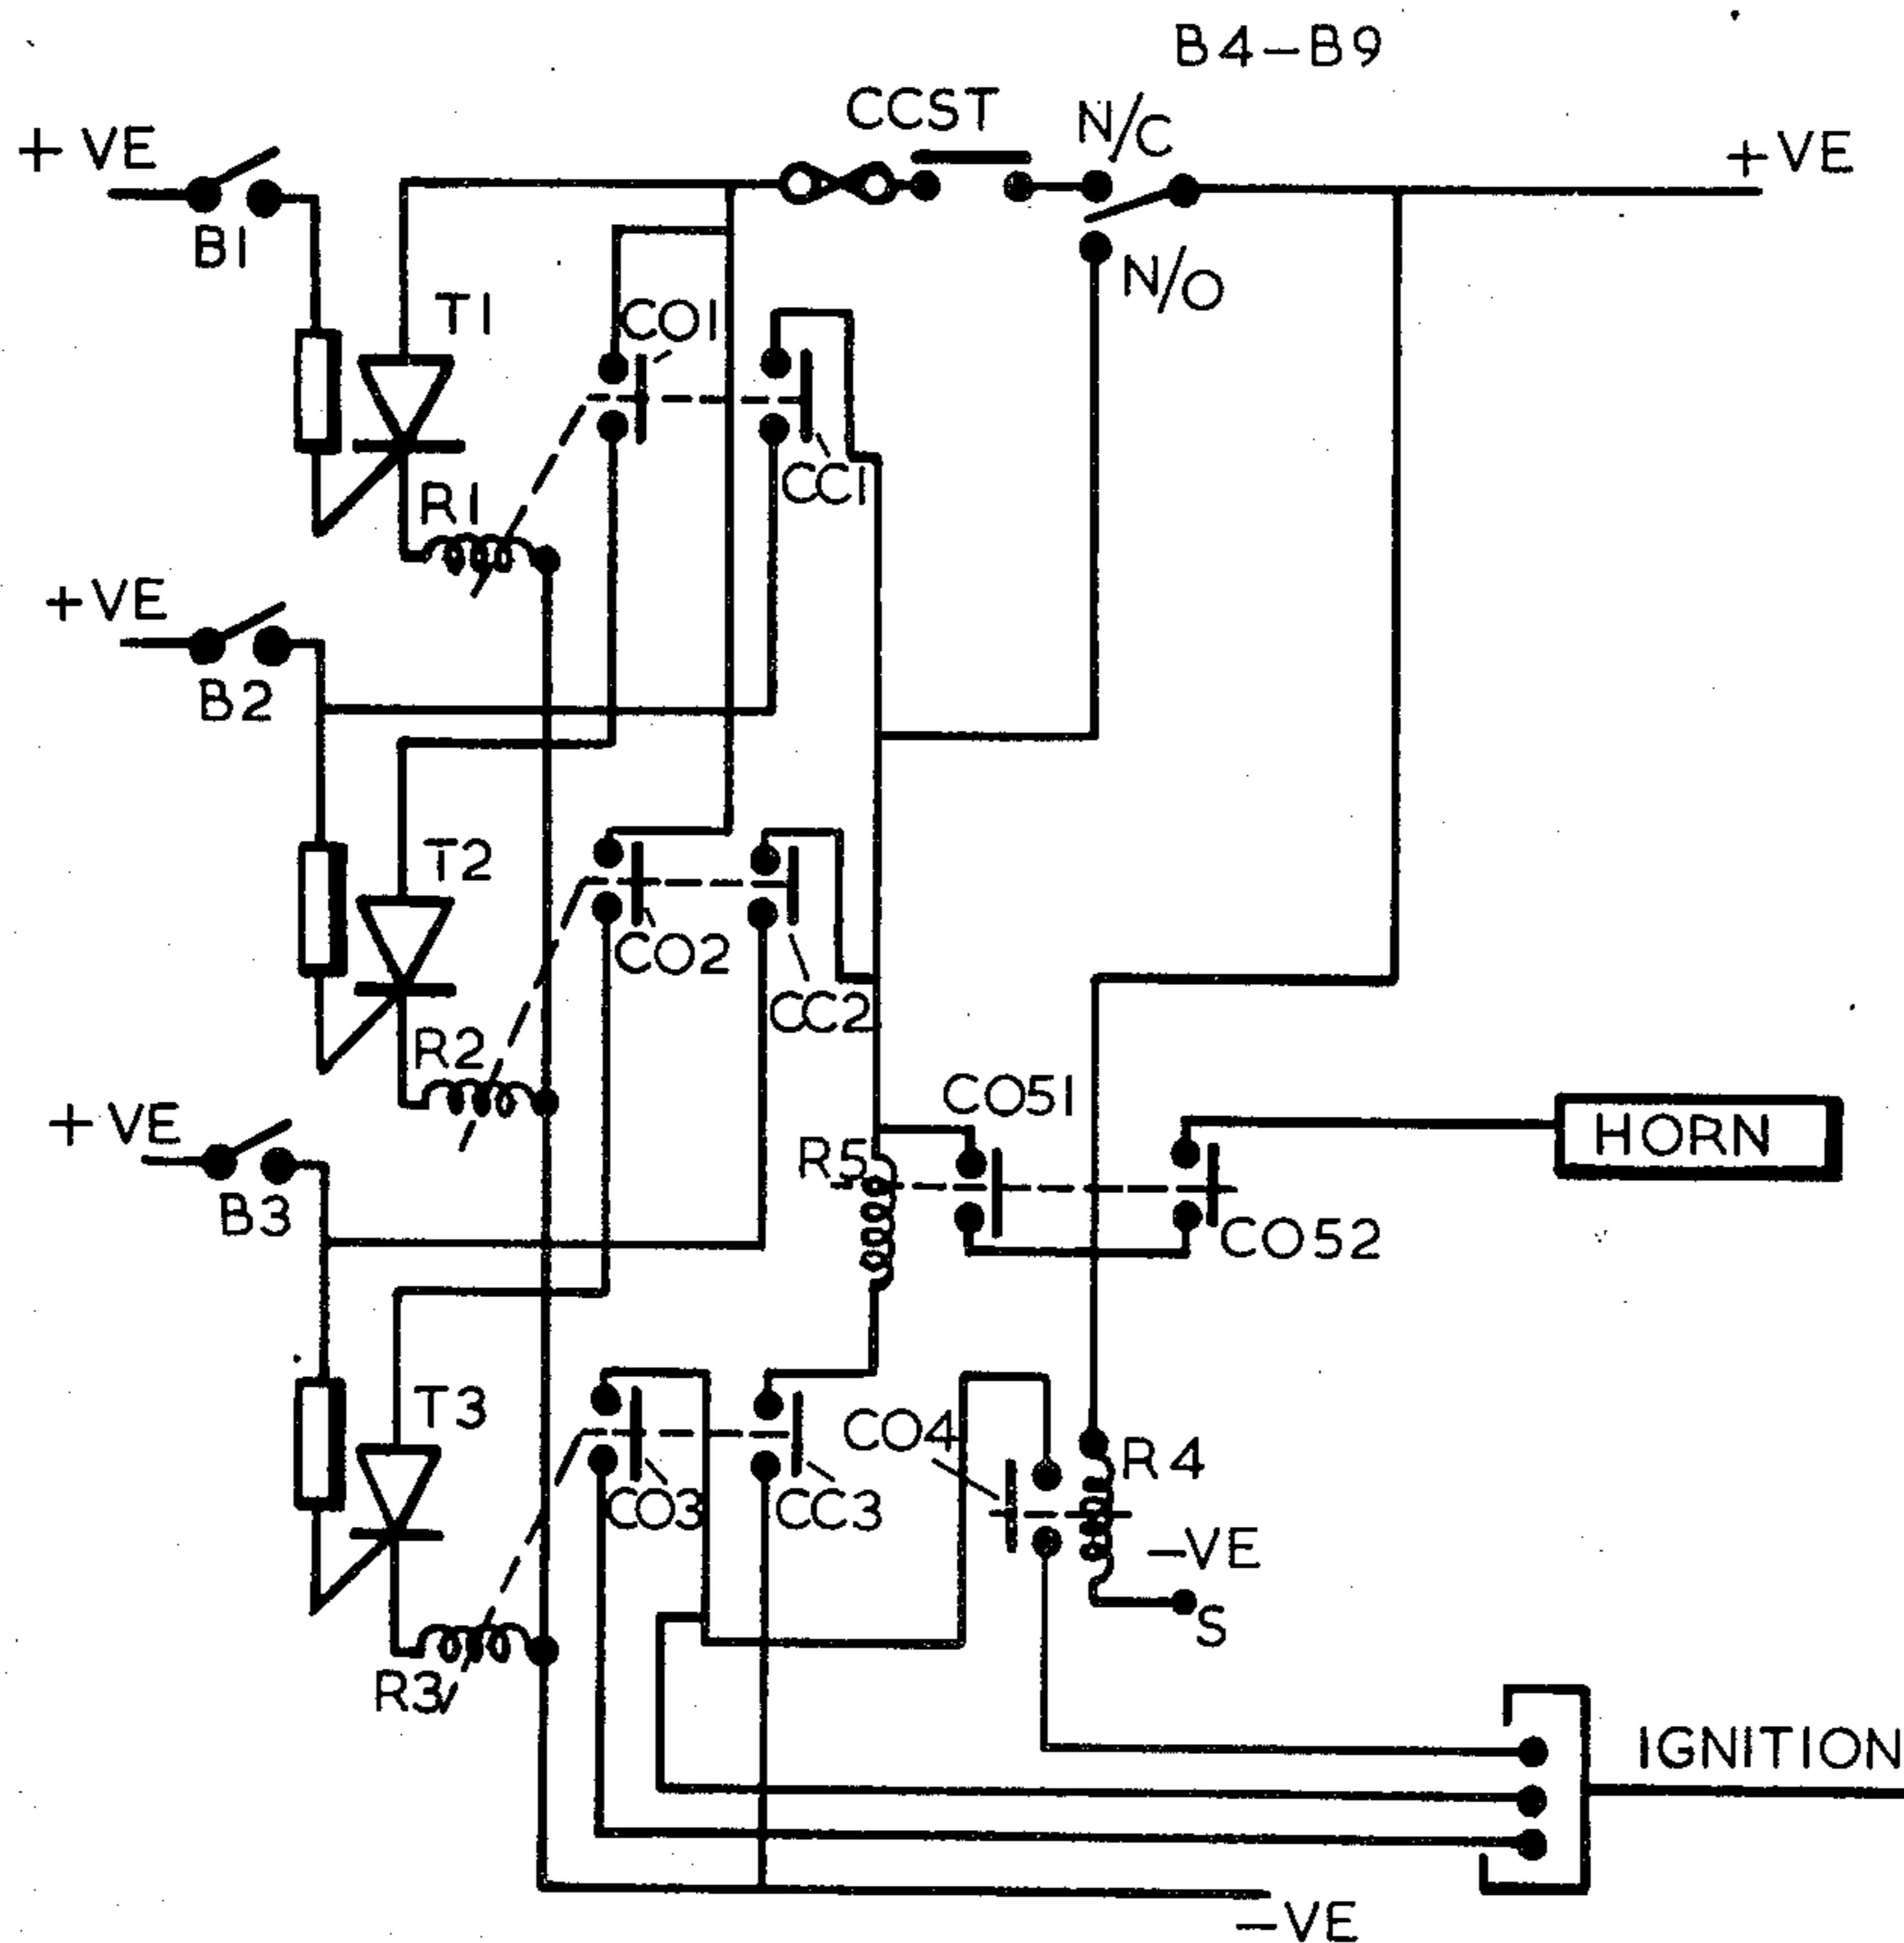 B4-B9
CCST
N/C
+VE
+VE
B1
N/O
T1
CO1
CC1
R1
+VE
B2
T2
CO2
CC2
R2
CO51
+VE
HORN
R5
B3
CO52
T3
CO4
R4
CO3
CC3
-VE
S
R3
IGNITION
-VE